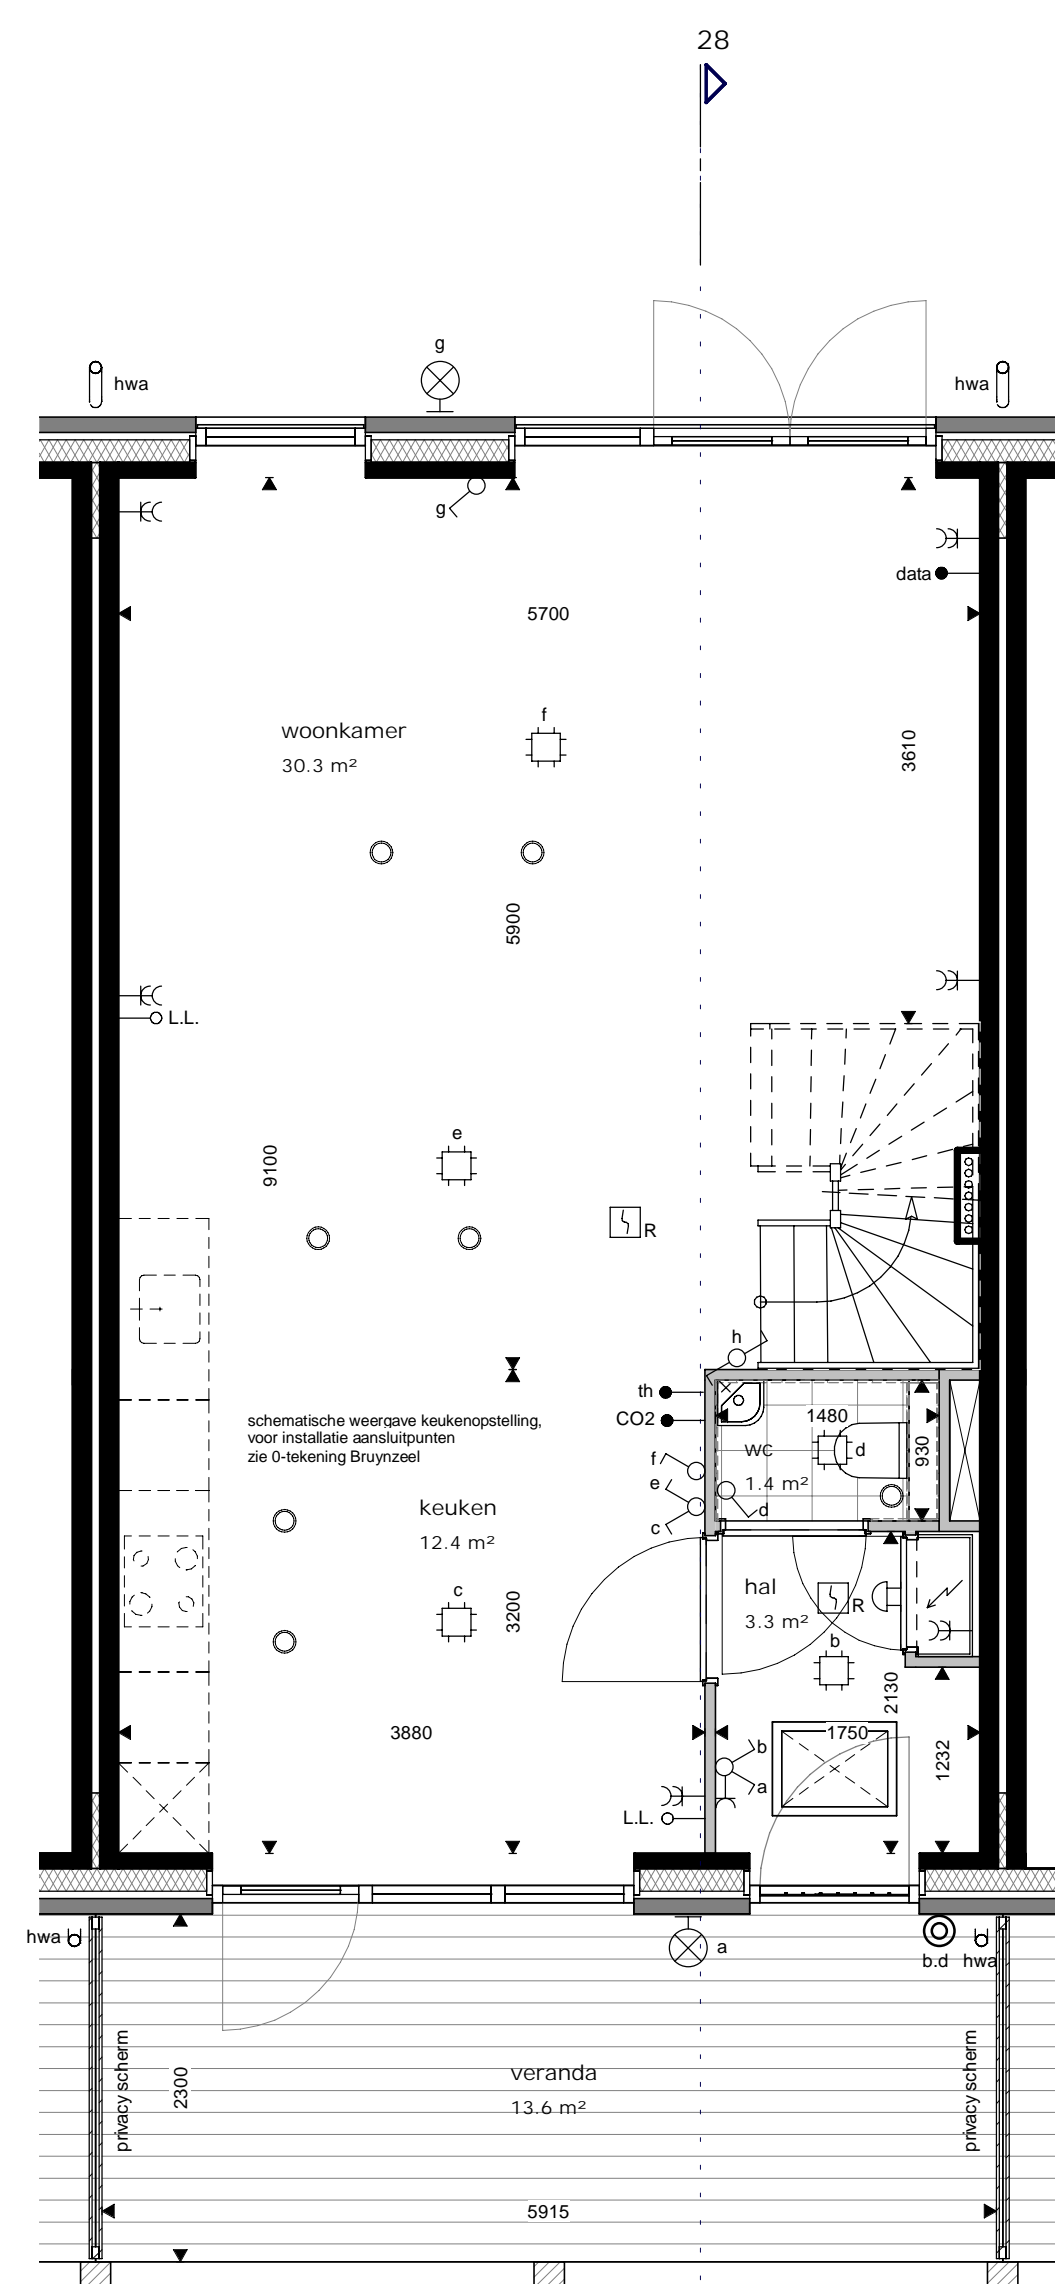 28
g
hwa
hwa
g
data
5700
f
woonkamer
30.3 m²
3610
5900
L.L.
e
9100
R
h
th
1480
CO2
schematische weergave keukenopstelling,
voor installatie aansluitpunten
zie 0-tekening Bruynzeel
wc
d
930
f
1.4 m²
e
d
keuken
c
12.4 m²
hal
c
3.3 m²
R
3200
b
2130
3880
1750
b
1232
a
L.L.
hwa
a
b.d
hwa
privacy scherm
2300
veranda
13.6 m²
privacy scherm
5915